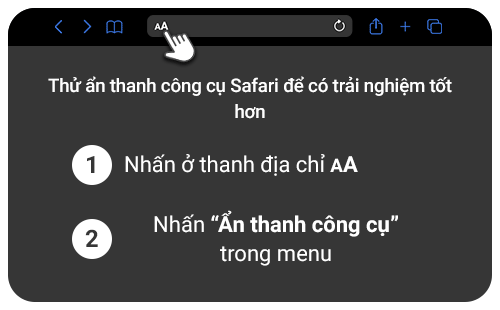 AA
Thử ẩn thanh công cụ Safari để có trải nghiệm tốt
hơn
1 Nhấn ở thanh địa chỉ AA
2 Nhấn “Ẩn thanh công cụ”
trong menu